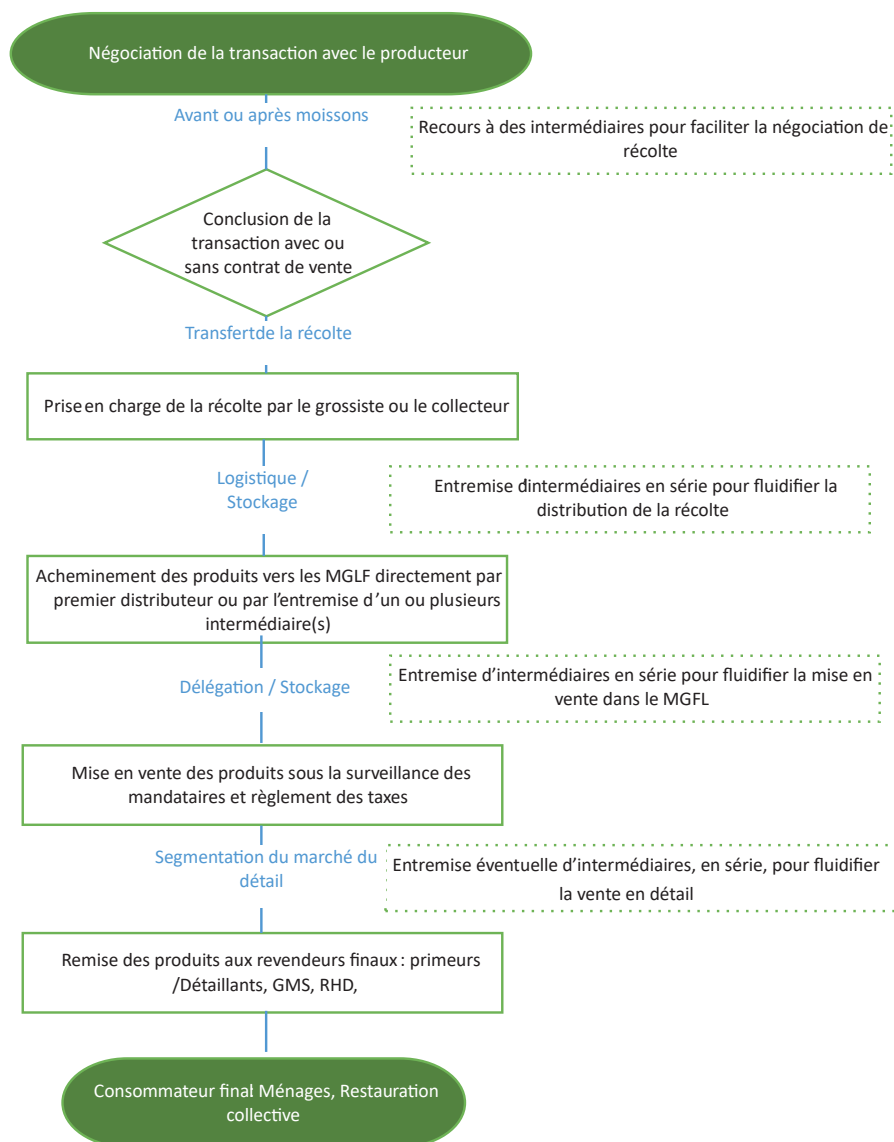 Négociation de la transaction avec le producteur
Avant ou après moissons
Recours à des intermédiaires pour faciliter la négociation de
récolte
Conclusion de la
transaction avec ou
sans contrat de vente
Transfertde la récolte
Prise en charge de la récolte par le grossiste ou le collecteur
Logistique /
Stockage
Entremise d'intermédiaires en série pour fluidifier la
distribution de la récolte
Acheminement des produits vers les MGLF directement par
premier distributeur ou par l'entremise d'un ou plusieurs
intermédiaire(s)
Délégation / Stockage
Entremise d'intermédiaires en série pour fluidifier la mise en
vente dans le MGFL
Mise en vente des produits sous la surveillance des
mandataires et règlement des taxes
Segmentation du marché du
détail
Entremise éventuelle d'intermédiaires, en série, pour fluidifier
la vente en détail
Remise des produits aux revendeurs finaux : primeurs
/Détaillants, GMS, RHD,
Consommateur final Ménages, Restauration
collective